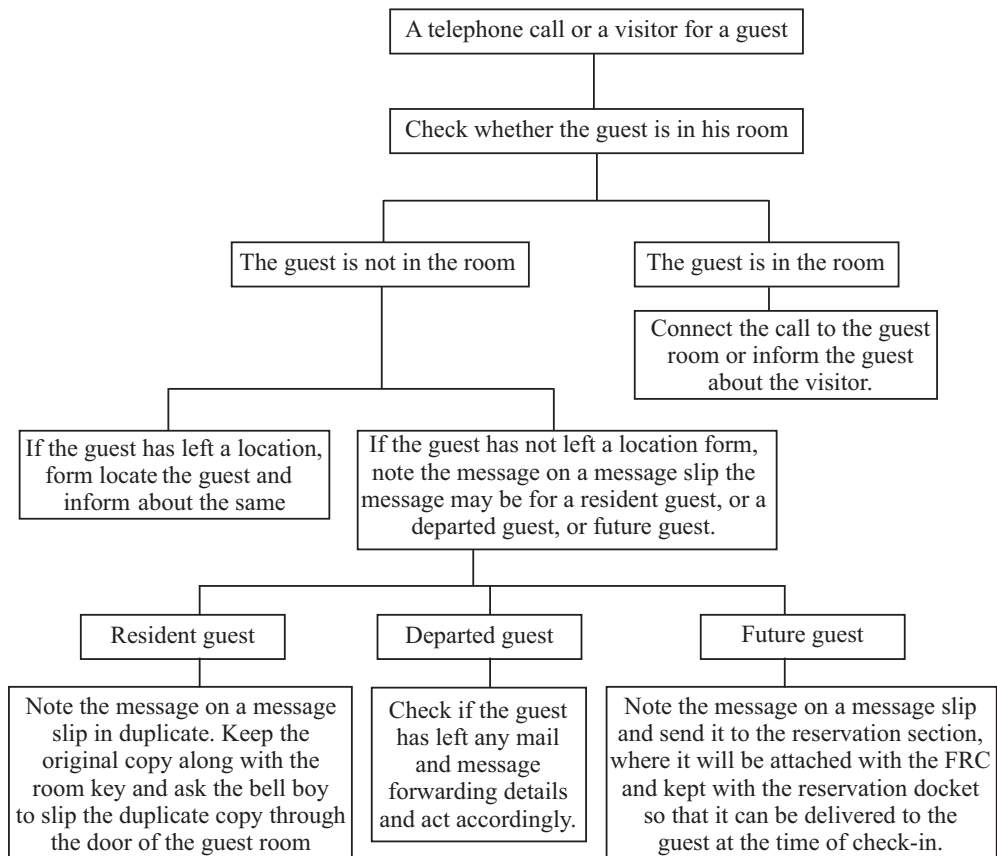 A telephone call or a visitor for a guest
Check whether the guest is in his room
The guest is not in the room
The guest is in the room
Connect the call to the guest
room or inform the guest
about the visitor.
If the guest has left a location,
form locate the guest and
inform about the same
If the guest has not left a location form,
note the message on a message slip the
message may be for a resident guest, or a
departed guest, or future guest.
Resident guest
Departed guest
Future guest
Note the message on a message
slip in duplicate. Keep the
original copy along with the
room key and ask the bell boy
to slip the duplicate copy through
the door of the guest room
Check if the guest
has left any mail
and message
forwarding details
and act accordingly.
Note the message on a message slip
and send it to the reservation section,
where it will be attached with the FRC
and kept with the reservation docket
so that it can be delivered to the
guest at the time of check-in.